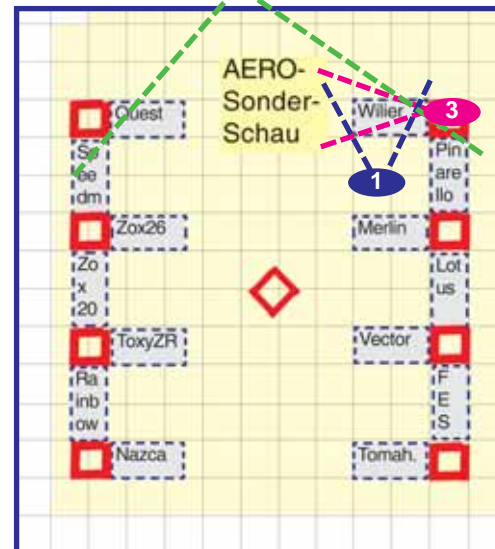 AERO-
Sonder-
Schau
Quest
Wilier
3
Sp
ee
dm
Pin
are
llo
1
Zox26
Merlin
Zo
x
20
Lot
us
ToxyZR
Vector
Ra
inb
ow
F
E
S
Nazca
Tomah.